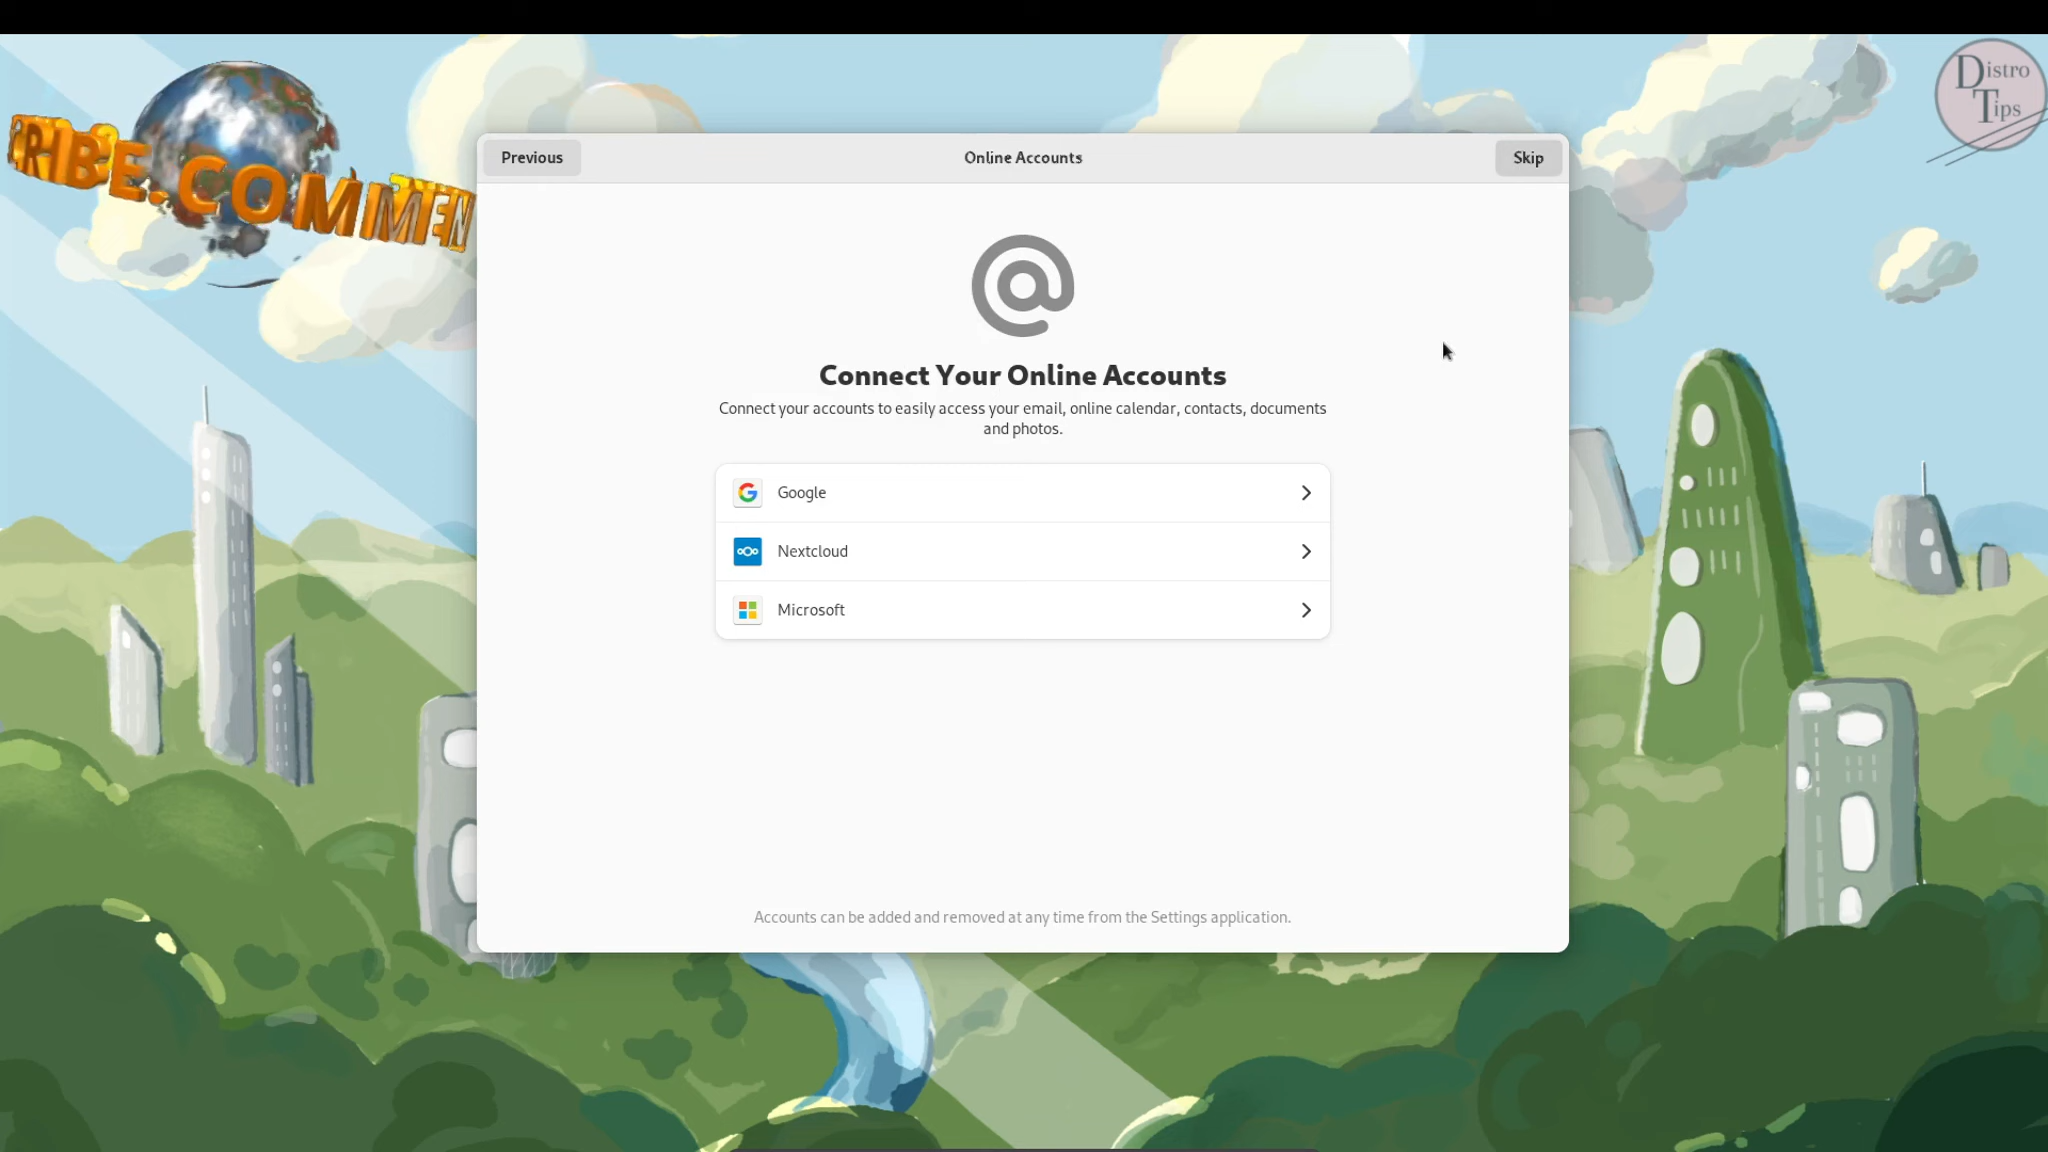 RIBE.COMMEN
Distro
Tips
Previous
Online Accounts
Skip
Connect Your Online Accounts
Connect your accounts to easily access your email, online calendar, contacts, documents
and photos.
Google
Nextcloud
Microsoft
Accounts can be added and removed at any time from the Settings application.